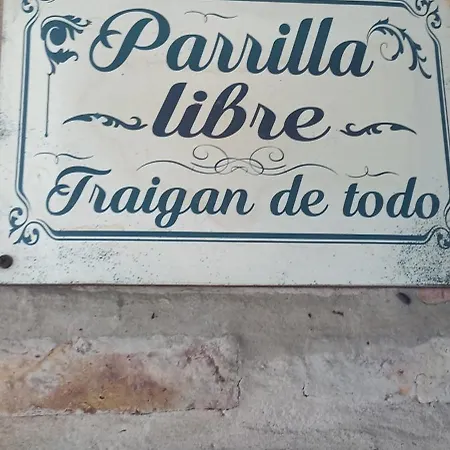 Parrilla
libre
Traigan de todo